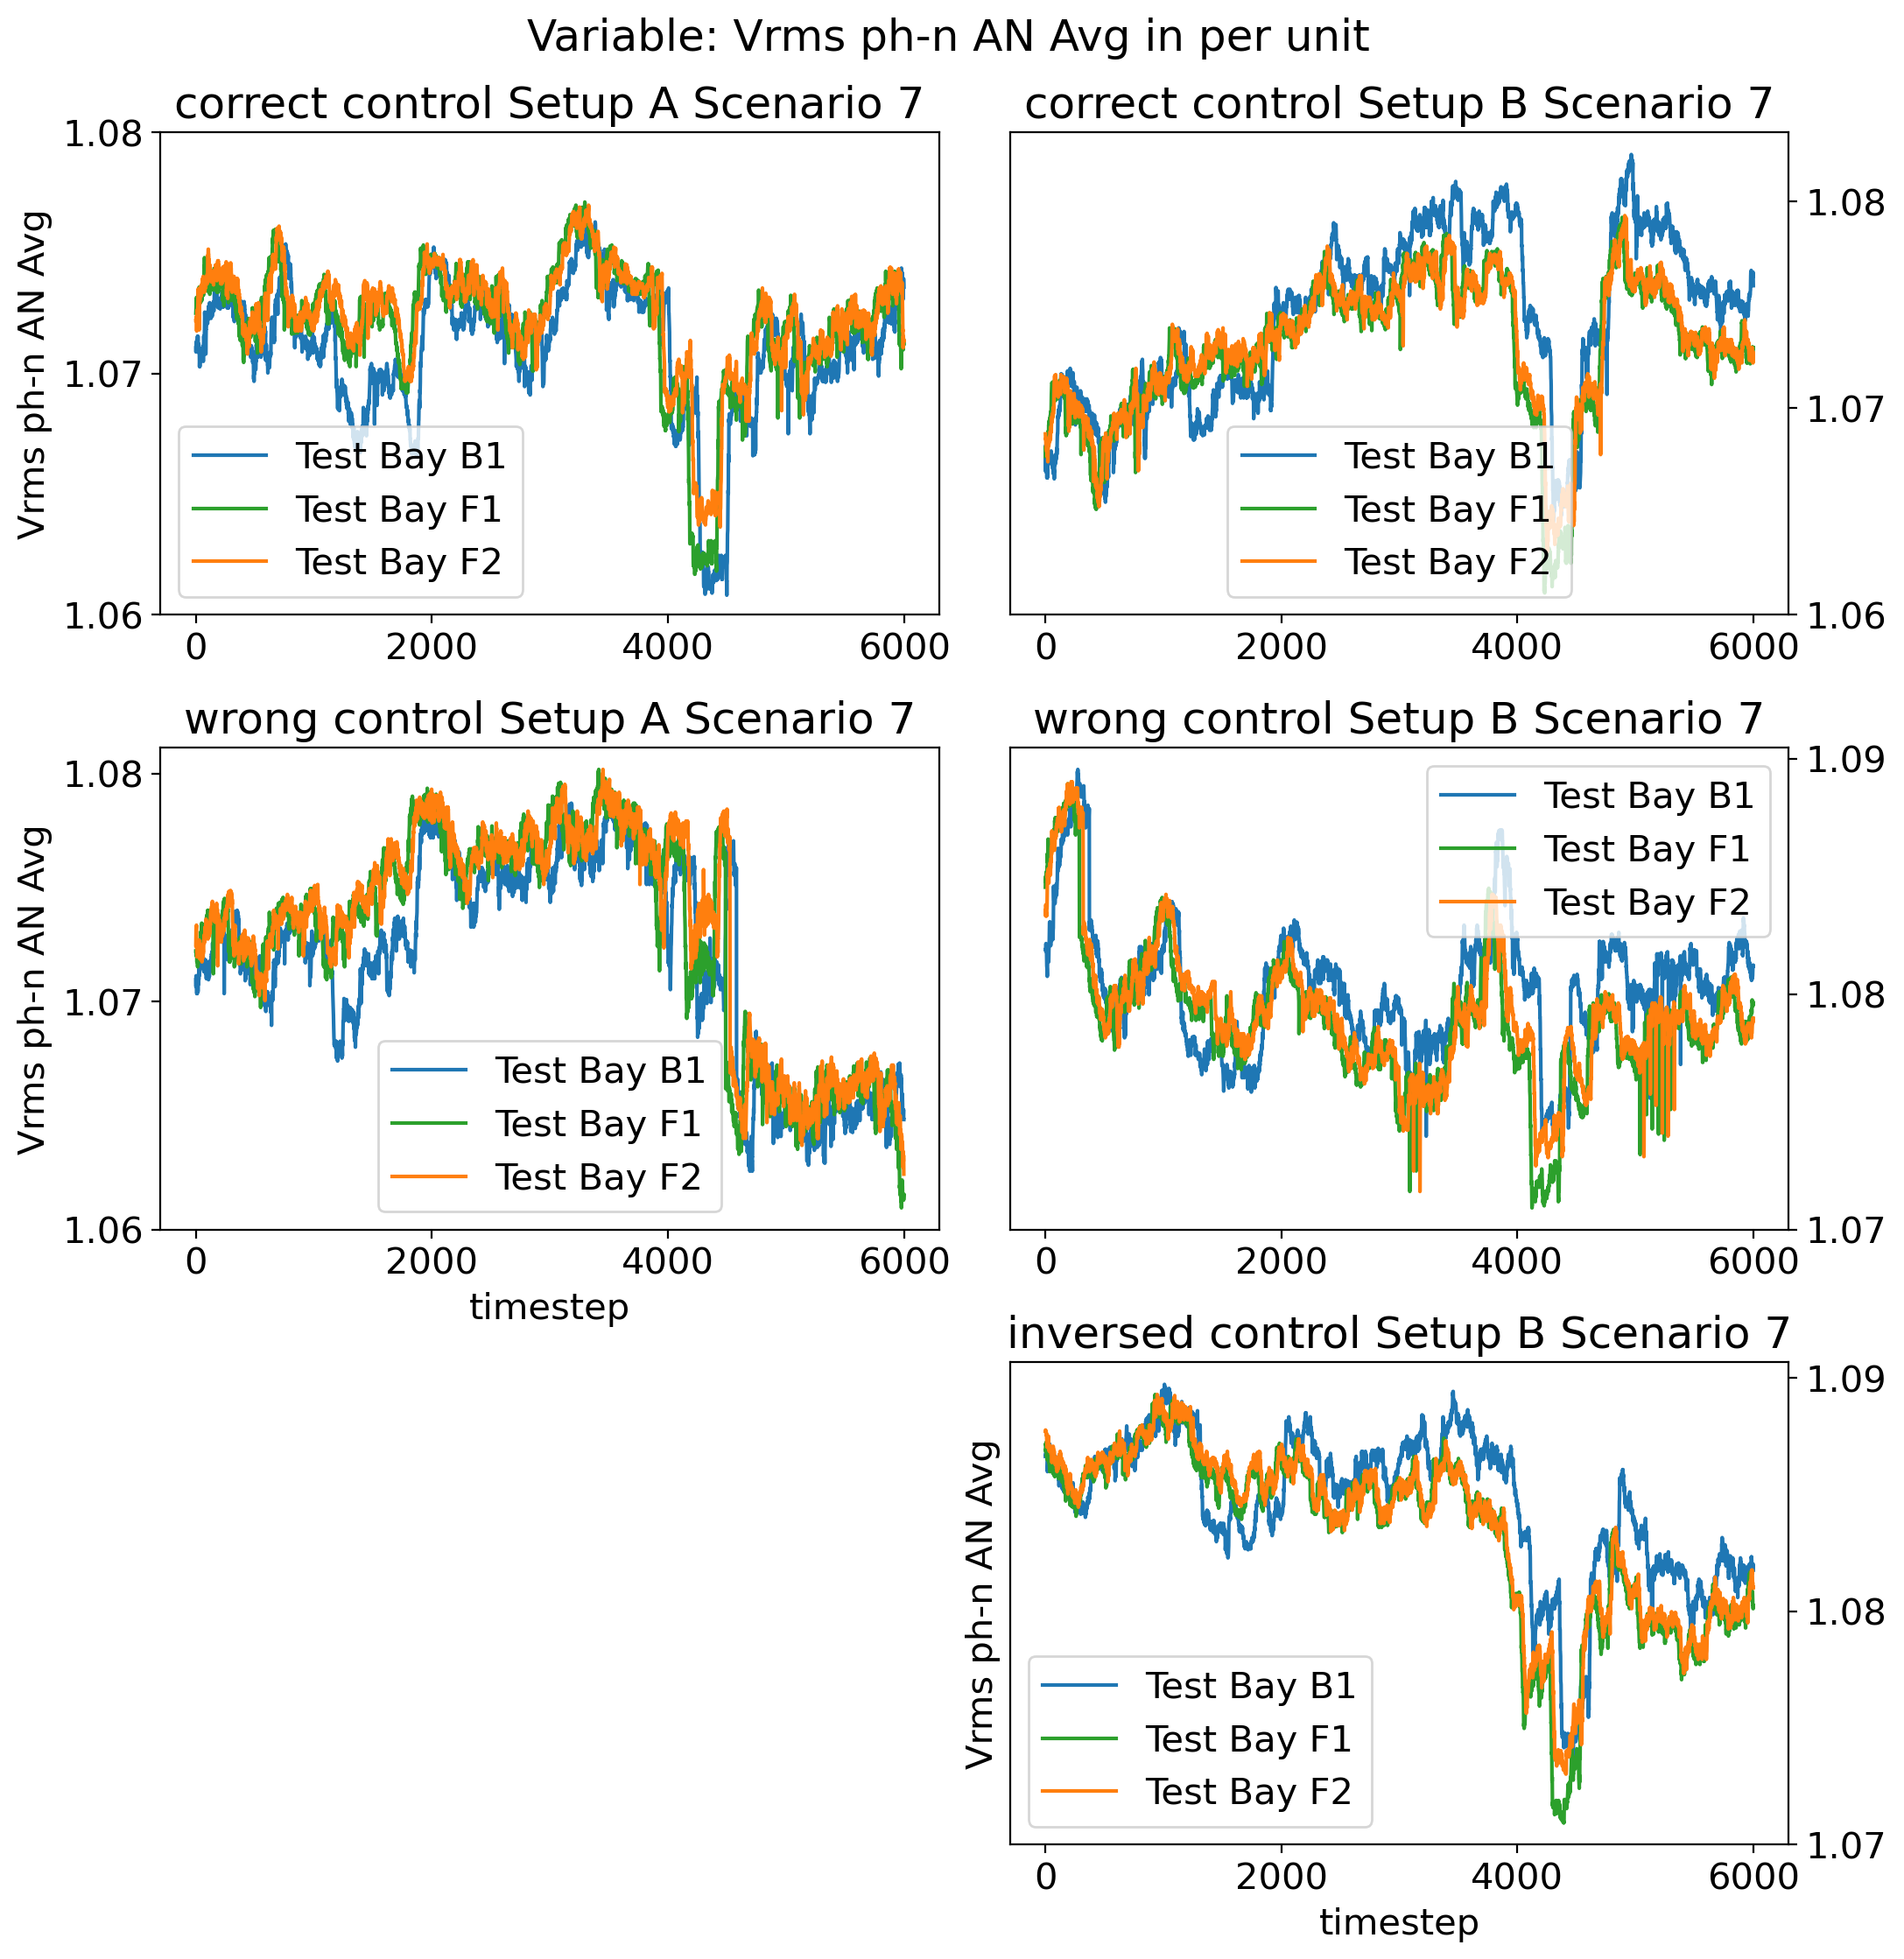 Variable: Vrms ph-n AN Avg in per unit
correct control Setup A Scenario 7
1.08
1.07
1.06
Vrms ph-n AN Avg
Test Bay B1
Test Bay F1
Test Bay F2
0 2000 4000 6000
correct control Setup B Scenario 7
1.08
1.07
1.06
Test Bay B1
Test Bay F1
Test Bay F2
0 2000 4000 6000
wrong control Setup A Scenario 7
1.08
1.07
1.06
Vrms ph-n AN Avg
Test Bay B1
Test Bay F1
Test Bay F2
0 2000 4000 6000
timestep
wrong control Setup B Scenario 7
1.09
1.08
1.07
Test Bay B1
Test Bay F1
Test Bay F2
0 2000 4000 6000
inversed control Setup B Scenario 7
1.09
1.08
1.07
Vrms ph-n AN Avg
Test Bay B1
Test Bay F1
Test Bay F2
0 2000 4000 6000
timestep